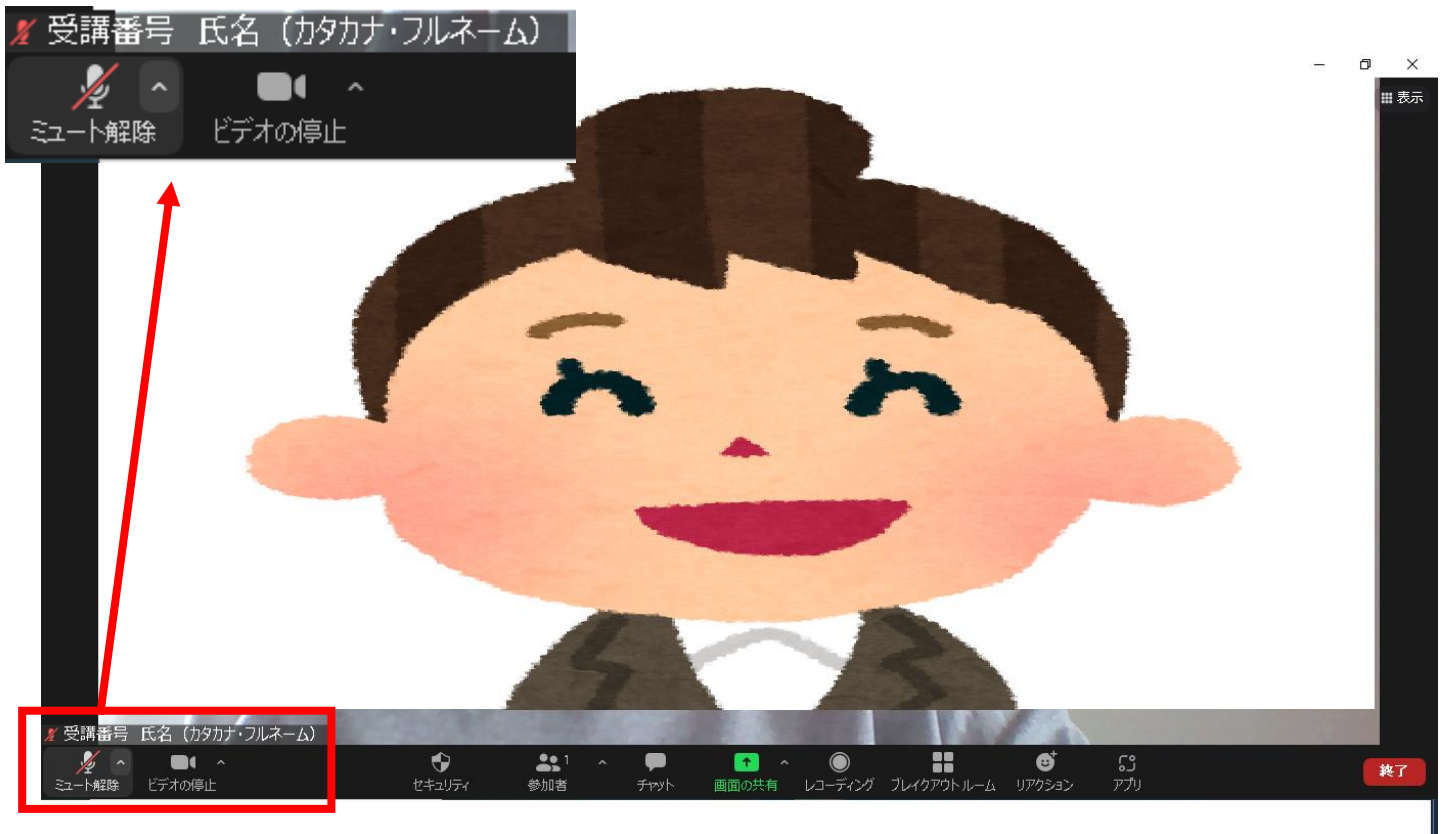 受講番号 氏名（カタカナ・フルネーム）
ミュート解除 ビデオの停止
表示
受講番号 氏名（カタカナ・フルネーム）
ミュート解除 ビデオの停止 セキュリティ 参加者 1 チャット 画面の共有 レコーディング ブレイクアウト ルーム リアクション アプリ 終了